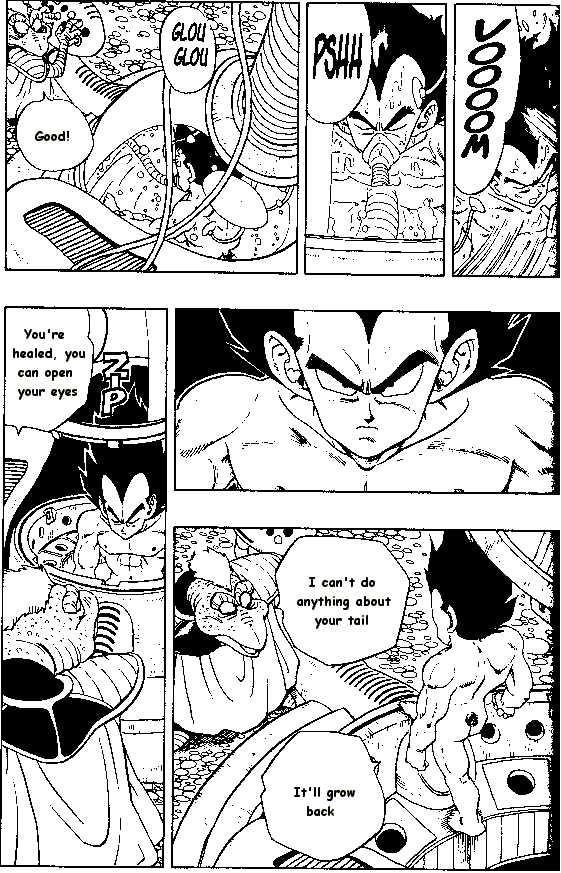 GLOU
GLOU
Good!
PSHH
VOOOOM
You're
healed, you
can open
your eyes
ZIP
I can't do
anything about
your tail
It'll grow
back